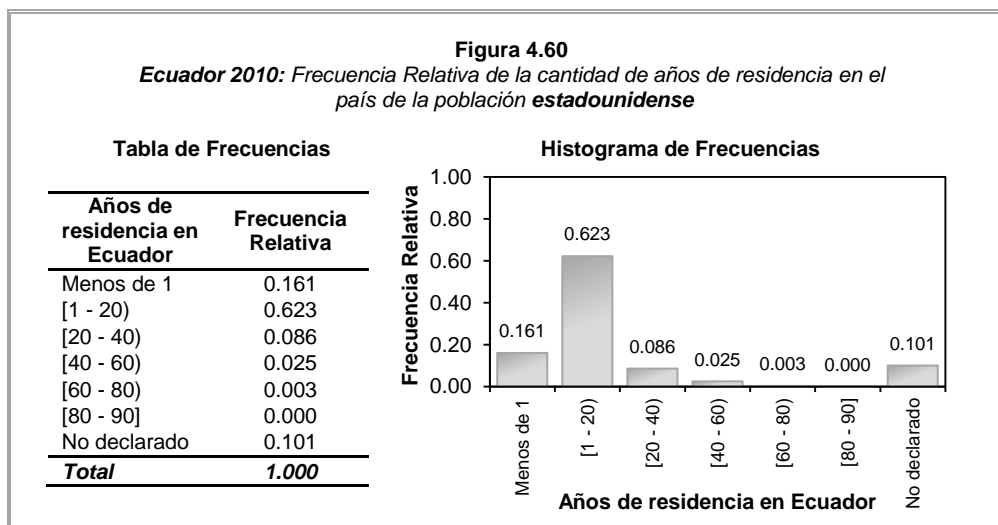 Figura 4.60
Ecuador 2010: Frecuencia Relativa de la cantidad de años de residencia en el
país de la población estadounidense
Tabla de Frecuencias
Años de
residencia en
Ecuador
Frecuencia
Relativa
Menos de 1 0.161
[1 - 20) 0.623
[20 - 40) 0.086
[40 - 60) 0.025
[60 - 80) 0.003
[80 - 90] 0.000
No declarado 0.101
Total 1.000
Histograma de Frecuencias
Frecuencia Relativa
1.00
0.80
0.60
0.40
0.20
0.00
0.161
0.623
0.086
0.025
0.003
0.000
0.101
Menos de 1
[1 - 20)
[20 - 40)
[40 - 60)
[60 - 80)
[80 - 90]
No declarado
Años de residencia en Ecuador